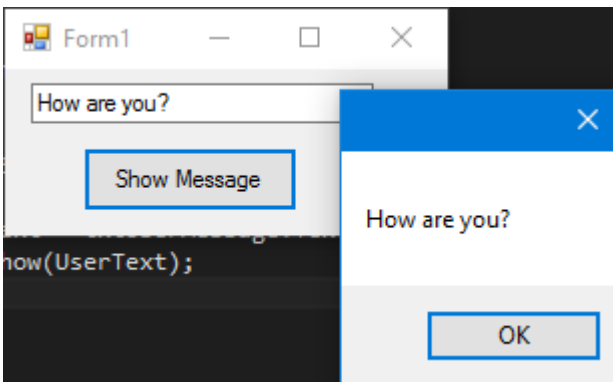 Form1
How are you?
Show Message
How are you?
now(UserText);
OK